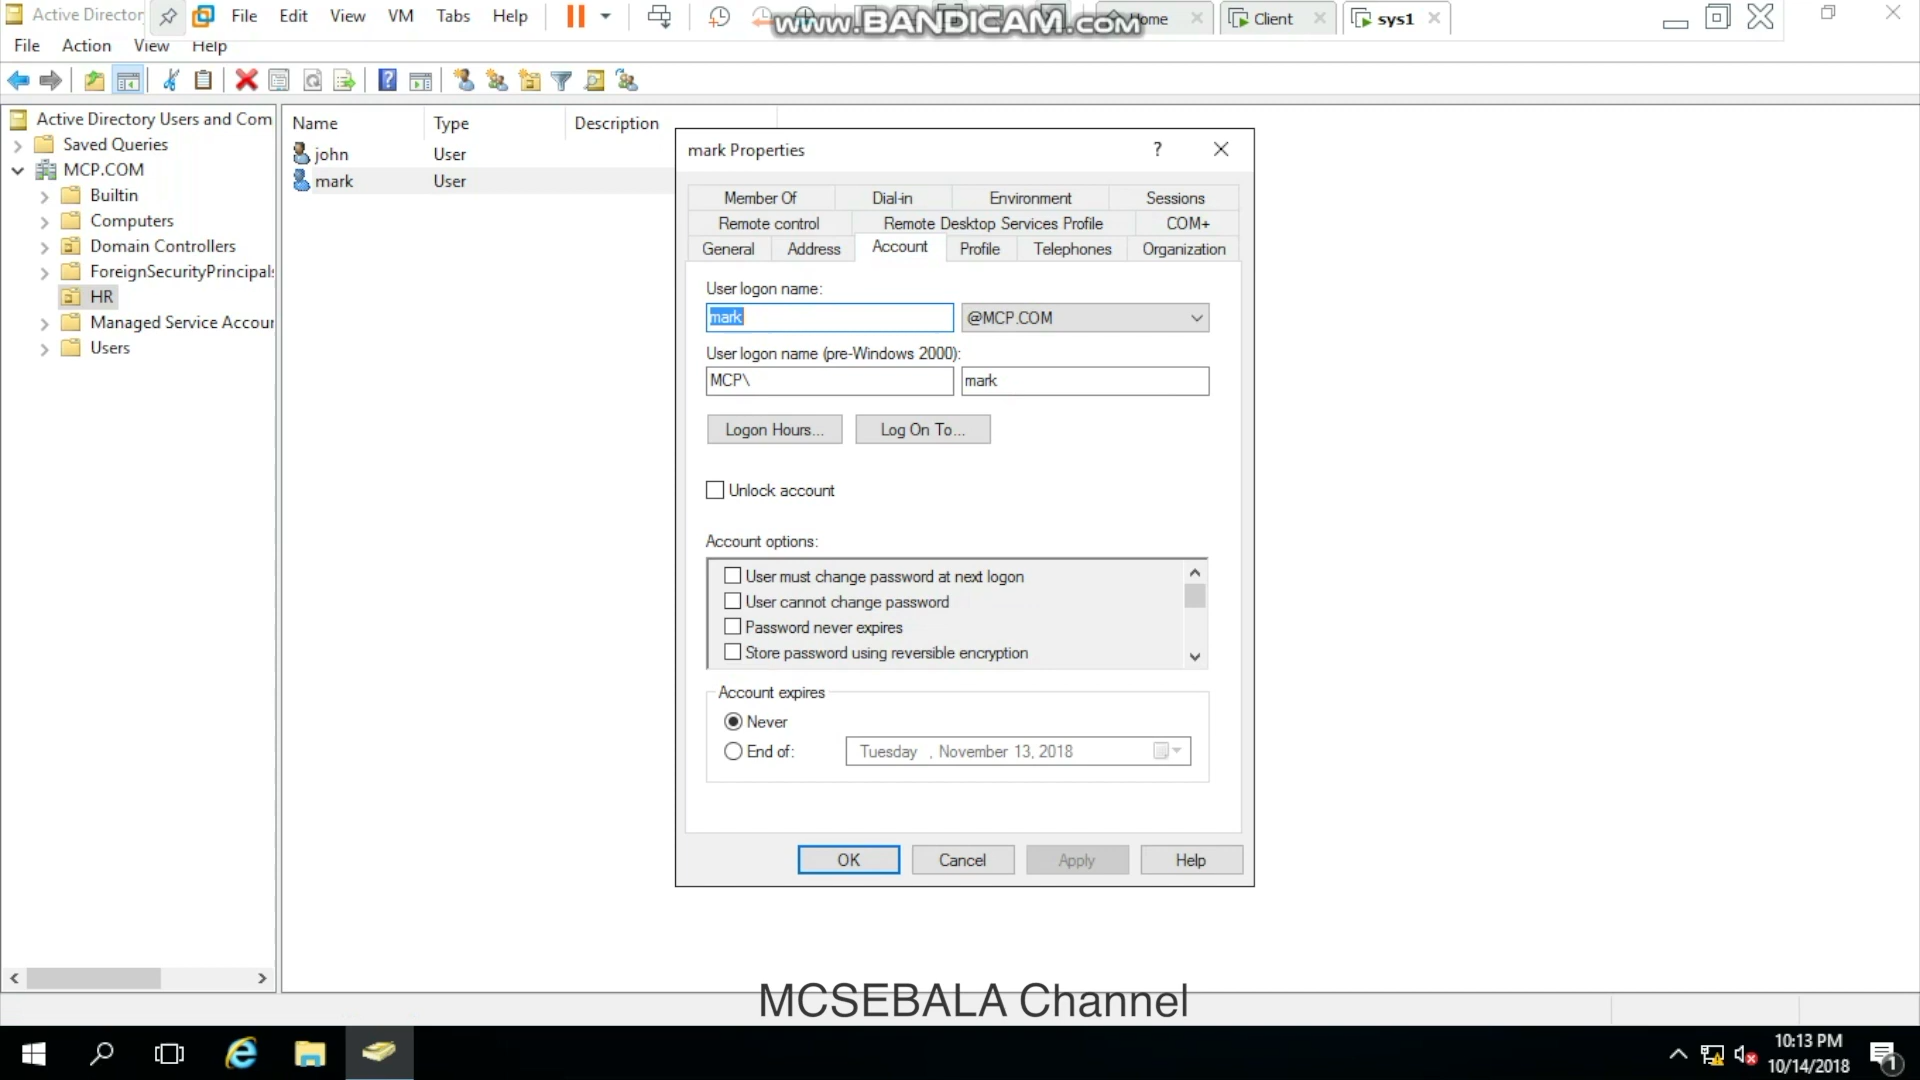 Active Director File Edit View VM Tabs Help Home Client sys1
www.BANDICAM.com
File Action View Help
Active Directory Users and Com
Saved Queries
MCP.COM
Builtin
Computers
Domain Controllers
ForeignSecurityPrincipals
HR
Managed Service Accour
Users
Name Type Description
john User
mark User
mark Properties ?
Member Of Dial-in Environment Sessions
Remote control Remote Desktop Services Profile COM+
General Address Account Profile Telephones Organization
User logon name:
mark @MCP.COM
User logon name (pre-Windows 2000):
MCP\ mark
Logon Hours... Log On To...
Unlock account
Account options:
User must change password at next logon
User cannot change password
Password never expires
Store password using reversible encryption
Account expires
Never
End of: Tuesday , November 13, 2018
OK Cancel Apply Help
MCSEBALA Channel
10:13 PM
10/14/2018
1